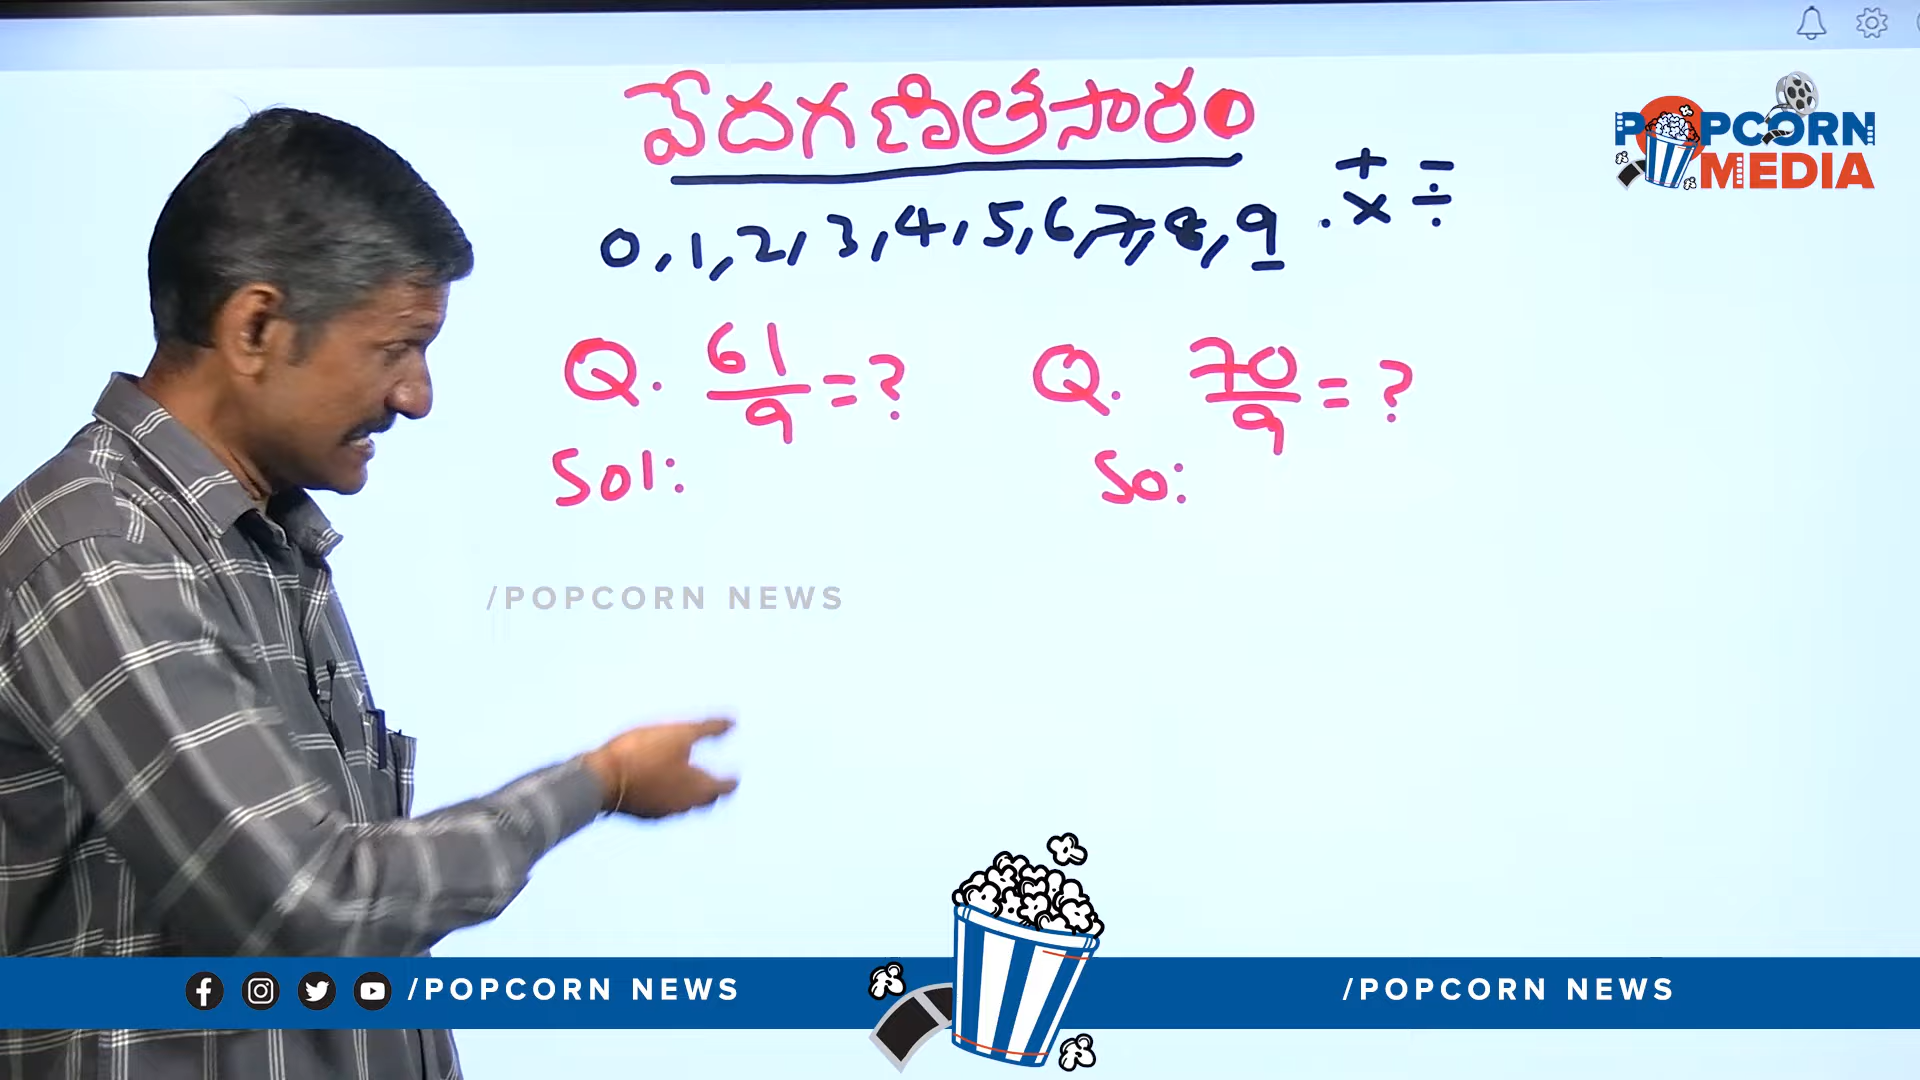 వేదగణితసారం
+ -
0, 1, 2, 3, 4, 5, 6, 7, 8, 9 . × ÷
Q. 61/9 = ? Q. 70/9 = ?
Sol: So:
POPCORN
MEDIA
/POPCORN NEWS
/POPCORN NEWS /POPCORN NEWS